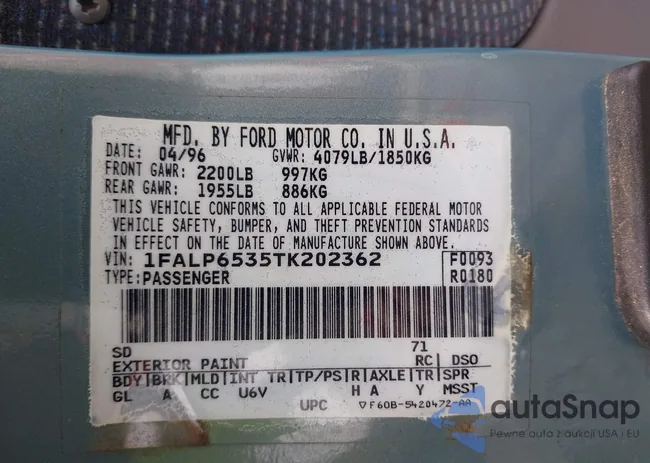 MFD. BY FORD MOTOR CO. IN U.S.A.
DATE: 04/96 GVWR: 4079LB/1850KG
FRONT GAWR: 2200LB 997KG
REAR GAWR: 1955LB 886KG
THIS VEHICLE CONFORMS TO ALL APPLICABLE FEDERAL MOTOR
VEHICLE SAFETY, BUMPER, AND THEFT PREVENTION STANDARDS
IN EFFECT ON THE DATE OF MANUFACTURE SHOWN ABOVE.
VIN: 1FALP6535TK202362 F0093
TYPE: PASSENGER R0180
SD 71
EXTERIOR PAINT RC DSO
BDY BRK MLD INT TR TP/PS R AXLE TR SPR
GL A CC U6V H A Y MSST
UPC ▽F60B-5420472-AA
autaSnap
Pewne auta z aukcji USA i EU